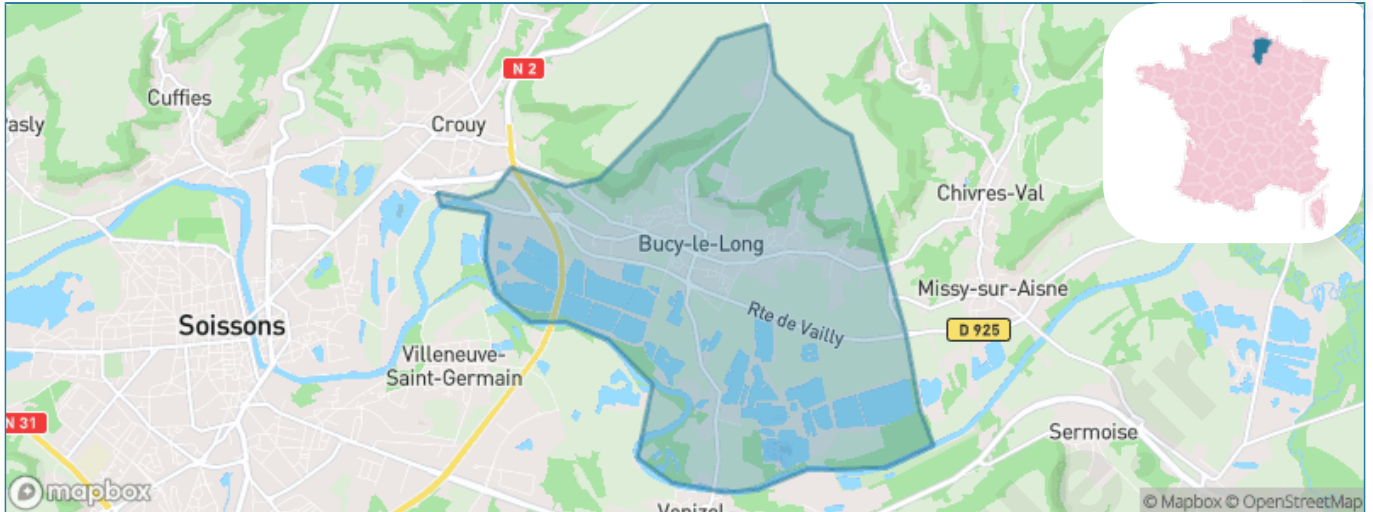 N 2
Cuffies
Pasly
Crouy
Chivres-Val
Bucy-le-Long
Missy-sur-Aisne
Rte de Vailly
Soissons
D 925
Villeneuve-
Saint-Germain
N 31
Sermoise
mapbox
Venizel
© Mapbox © OpenStreetMap